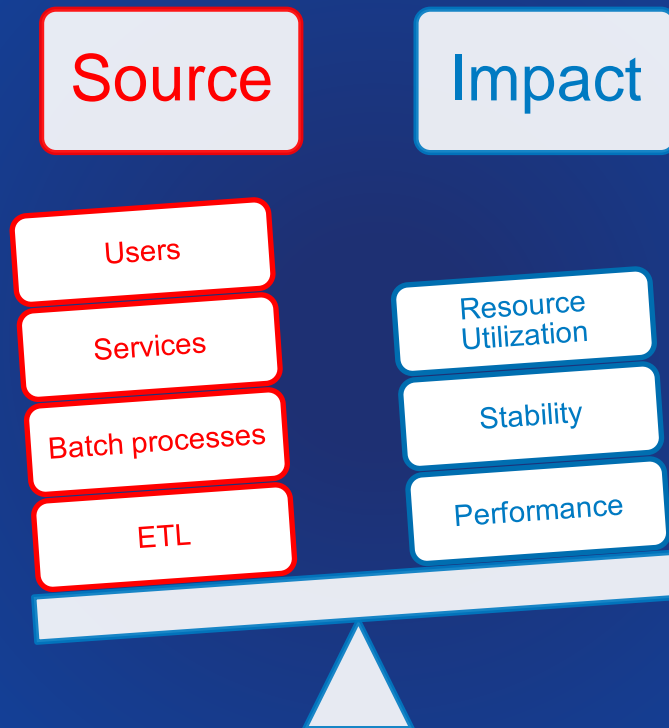 Source
Impact
Users
Services
Batch processes
ETL
Resource
Utilization
Stability
Performance